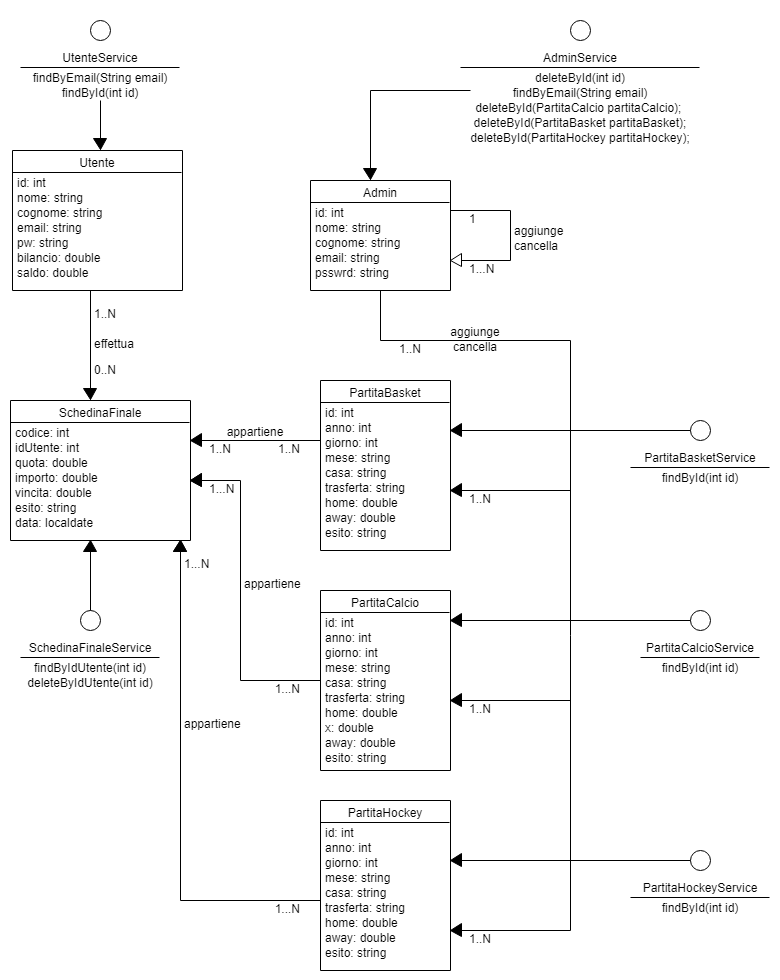 UtenteService
findByEmail(String email)
findById(int id)
AdminService
deleteById(int id)
findByEmail(String email)
deleteById(PartitaCalcio partitaCalcio);
deleteById(PartitaBasket partitaBasket);
deleteById(PartitaHockey partitaHockey);
Utente
id: int
nome: string
cognome: string
email: string
pw: string
bilancio: double
saldo: double
Admin
id: int
nome: string
cognome: string
email: string
psswrd: string
1
aggiunge
cancella
1...N
1..N
effettua
0..N
aggiunge
cancella
1..N
SchedinaFinale
codice: int
idUtente: int
quota: double
importo: double
vincita: double
esito: string
data: localdate
appartiene
1..N
1..N
1...N
1...N
PartitaBasket
id: int
anno: int
giorno: int
mese: string
casa: string
trasferta: string
home: double
away: double
esito: string
1..N
PartitaBasketService
findById(int id)
appartiene
SchedinaFinaleService
findByIdUtente(int id)
deleteByIdUtente(int id)
1...N
PartitaCalcio
id: int
anno: int
giorno: int
mese: string
casa: string
trasferta: string
home: double
x: double
away: double
esito: string
1..N
PartitaCalcioService
findById(int id)
appartiene
1...N
PartitaHockey
id: int
anno: int
giorno: int
mese: string
casa: string
trasferta: string
home: double
away: double
esito: string
1..N
PartitaHockeyService
findById(int id)